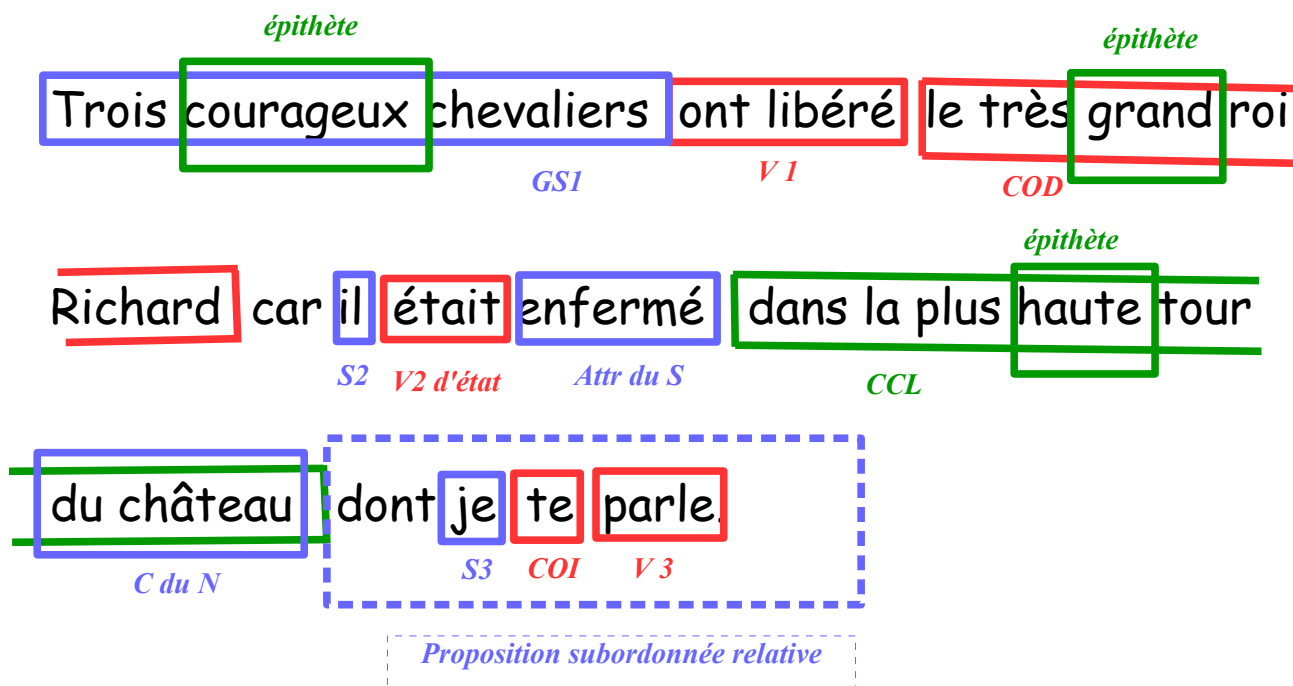 épithète
épithète
Trois courageux chevaliers ont libéré le très grand roi
GS1
V 1
COD
épithète
Richard car il était enfermé dans la plus haute tour
S2 V2 d'état Attr du S CCL
du château dont je te parle.
C du N S3 COI V 3
Proposition subordonnée relative